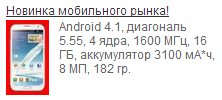 Новинка мобильного рынка!
Android 4.1, диагональ
5.55, 4 ядра, 1600 МГц, 16
ГБ, аккумулятор 3100 мА*ч,
8 МП, 182 гр.